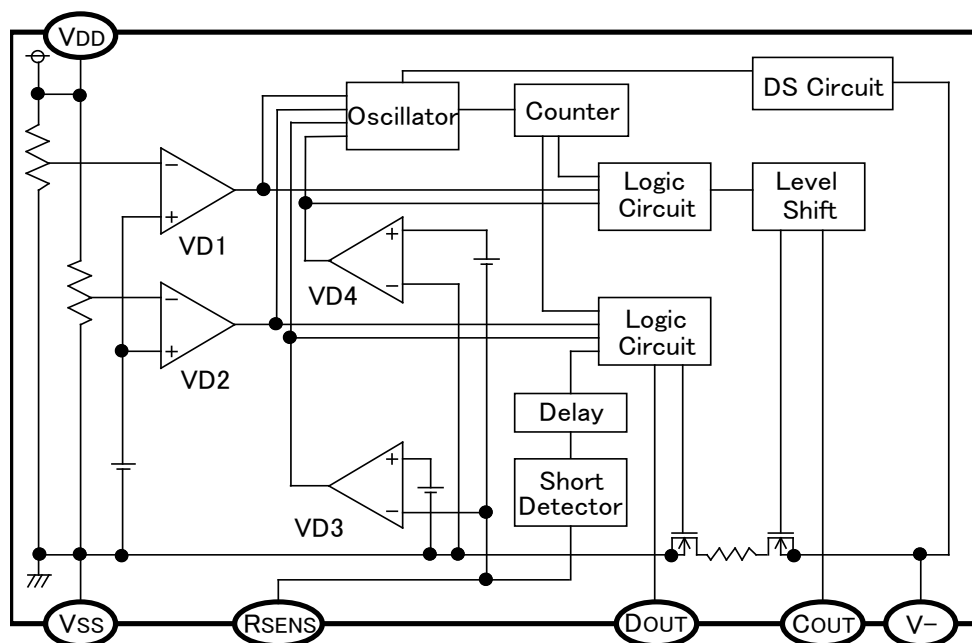 VDD
DS Circuit
Oscillator
Counter
Logic
Circuit
Level
Shift
−
+
VD1
+
−
VD4
−
+
VD2
Logic
Circuit
Delay
+
−
VD3
Short
Detector
VSS
RSENS
DOUT
COUT
V−